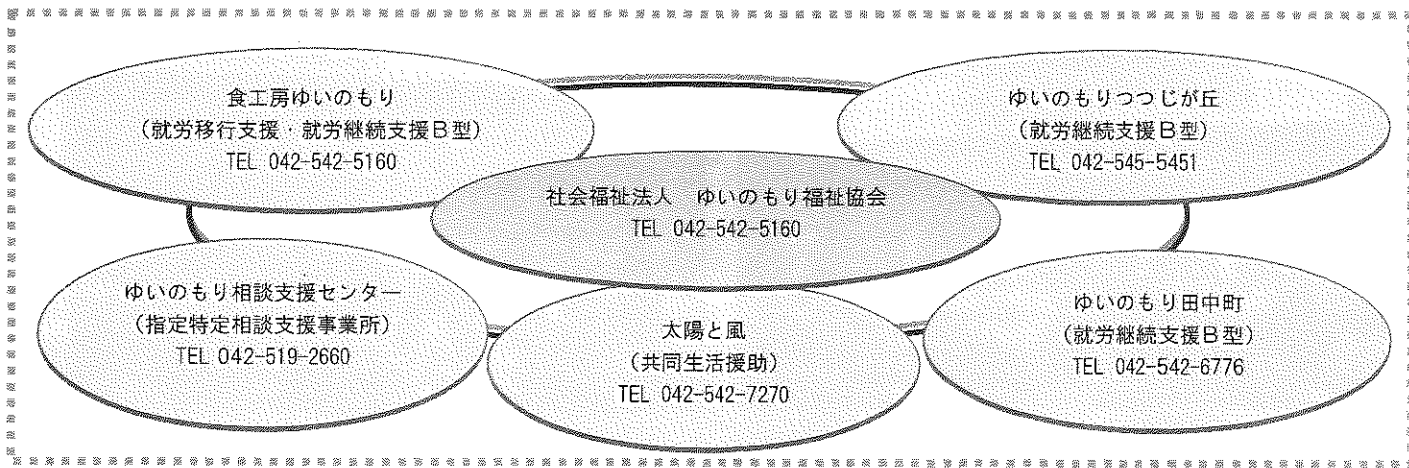 食工房ゆいのもり
（就労移行支援・就労継続支援Ｂ型）
TEL 042-542-5160
ゆいのもりつつじが丘
（就労継続支援Ｂ型）
TEL 042-545-5451
社会福祉法人　ゆいのもり福祉協会
TEL 042-542-5160
ゆいのもり相談支援センター
（指定特定相談支援事業所）
TEL 042-519-2660
太陽と風
（共同生活援助）
TEL 042-542-7270
ゆいのもり田中町
（就労継続支援Ｂ型）
TEL 042-542-6776